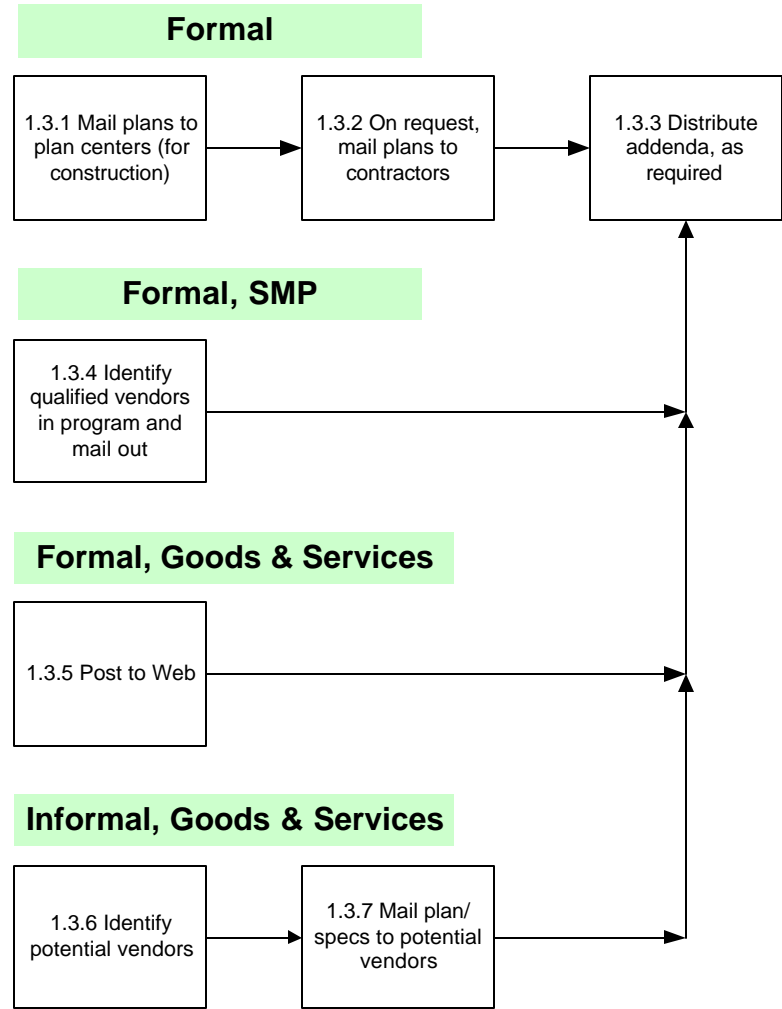 Formal
1.3.1 Mail plans to
plan centers (for
construction)
1.3.2 On request,
mail plans to
contractors
1.3.3 Distribute
addenda, as
required
Formal, SMP
1.3.4 Identify
qualified vendors
in program and
mail out
Formal, Goods & Services
1.3.5 Post to Web
Informal, Goods & Services
1.3.6 Identify
potential vendors
1.3.7 Mail plan/
specs to potential
vendors